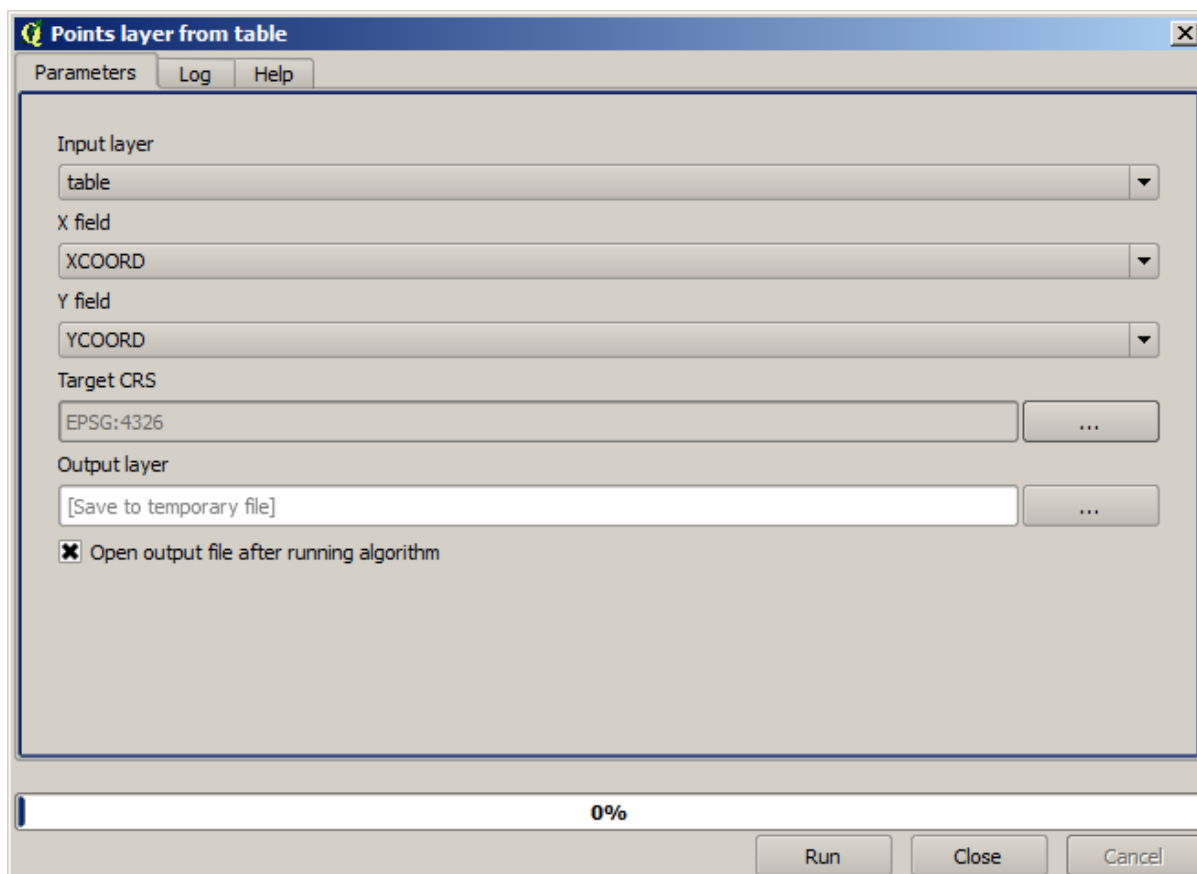 Points layer from table
Parameters Log Help
Input layer
table
X field
XCOORD
Y field
YCOORD
Target CRS
EPSG:4326
...
Output layer
[Save to temporary file]
...
Open output file after running algorithm
0%
Run Close Cancel